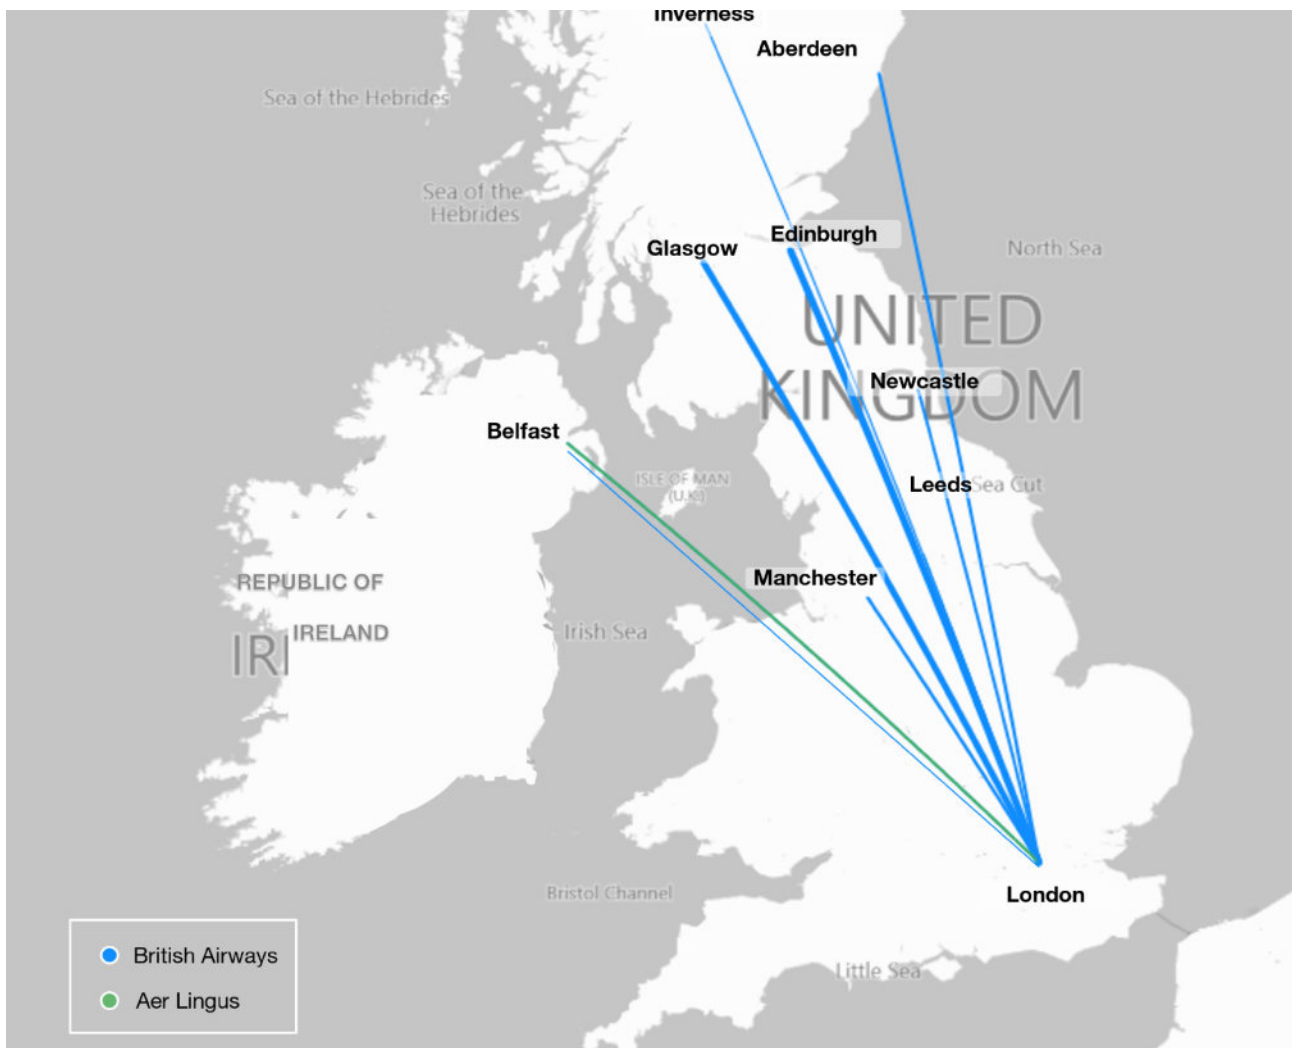 Inverness
Aberdeen
Sea of the Hebrides
Sea of the
Hebrides
Edinburgh
Glasgow
North Sea
UNITED
KINGDOM
Newcastle
Belfast
ISLE OF MAN
(U.K.)
Leeds
Sea Cut
Manchester
REPUBLIC OF
IRELAND
IRI
Irish Sea
London
Bristol Channel
British Airways
Little Sea
Aer Lingus